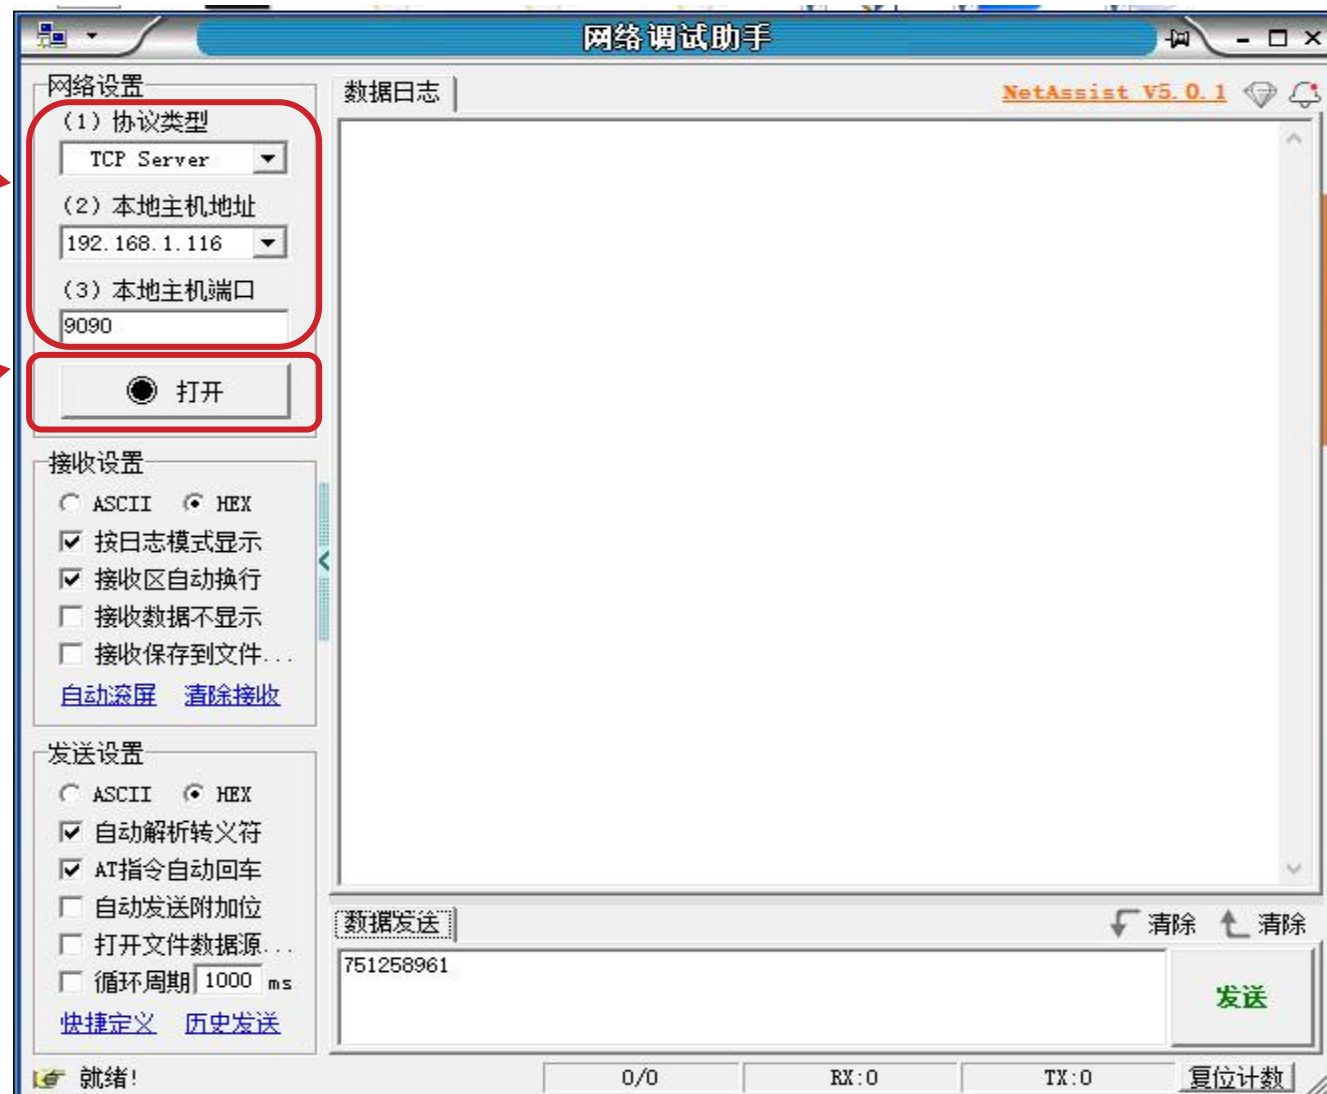 网络调试助手
网络设置
数据日志
NetAssist V5.0.1
(1) 协议类型
TCP Server
(2) 本地主机地址
192.168.1.116
(3) 本地主机端口
9090
打开
接收设置
ASCII HEX
按日志模式显示
接收区自动换行
接收数据不显示
接收保存到文件...
自动滚屏 清除接收
发送设置
ASCII HEX
自动解析转义符
AT指令自动回车
自动发送附加位
打开文件数据源...
循环周期 1000 ms
快捷定义 历史发送
数据发送
清除 清除
751258961
发送
就绪! 0/0 RX:0 TX:0 复位计数